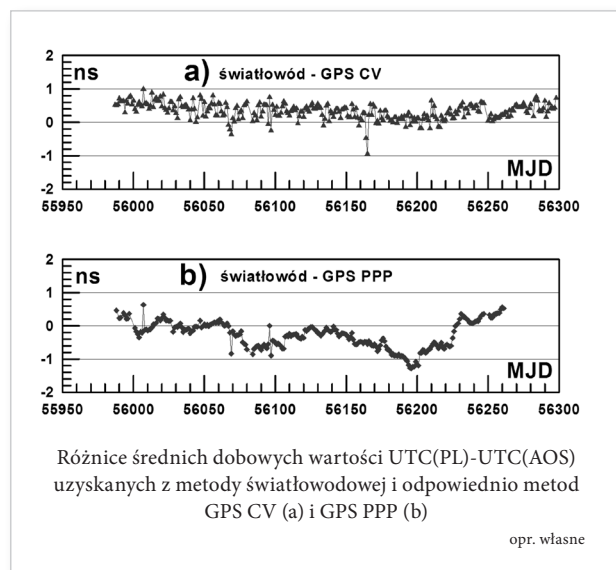 2
ns a) światłowód - GPS CV
1
0
-1
MJD
-2
55950 56000 56050 56100 56150 56200 56250 56300
2
ns b) światłowód - GPS PPP
1
0
-1
MJD
-2
55950 56000 56050 56100 56150 56200 56250 56300
Różnice średnich dobowych wartości UTC(PL)-UTC(AOS)
uzyskanych z metody światłowodowej i odpowiednio metod
GPS CV (a) i GPS PPP (b)
opr. własne